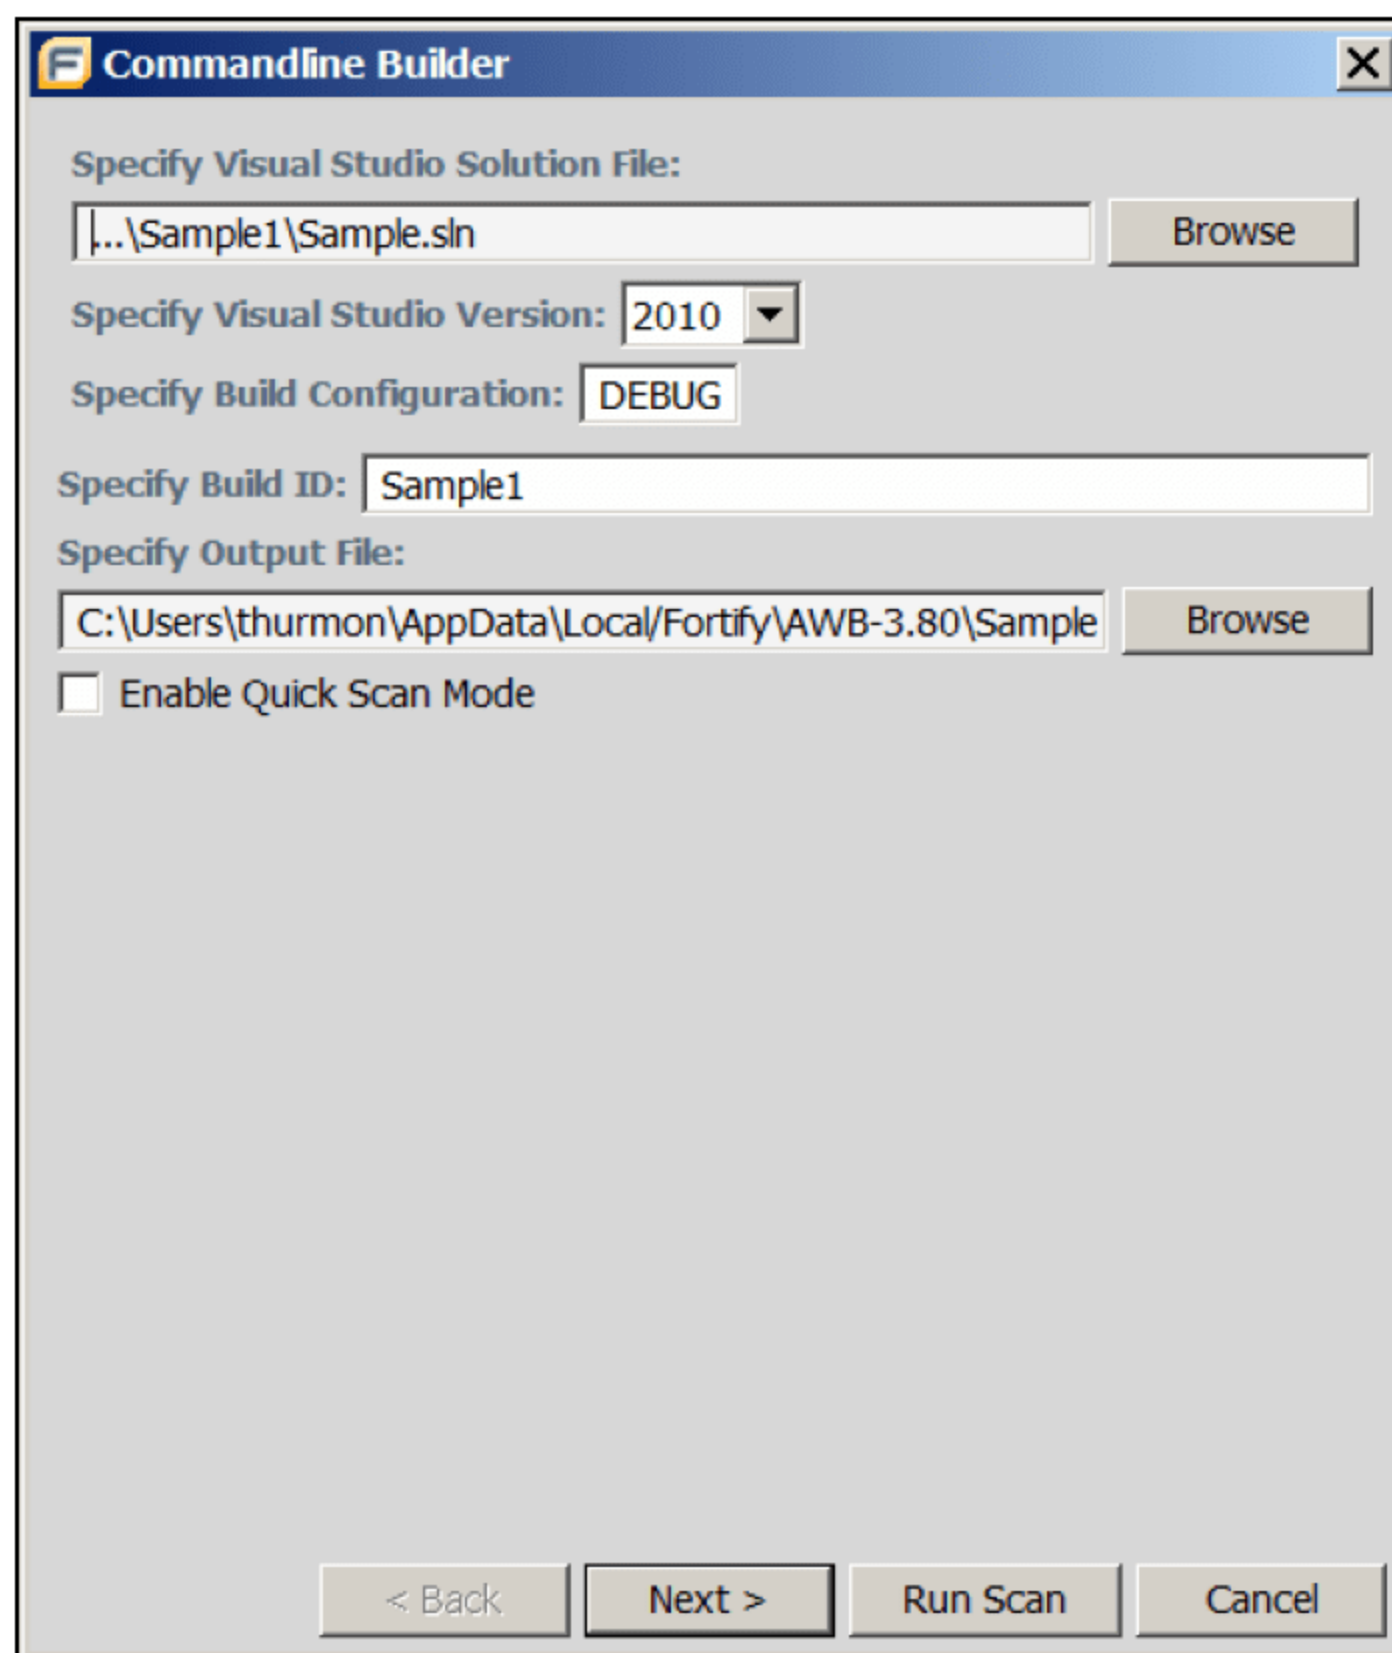 F Commandline Builder
Specify Visual Studio Solution File:
...\Sample1\Sample.sln Browse
Specify Visual Studio Version: 2010
Specify Build Configuration: DEBUG
Specify Build ID: Sample1
Specify Output File:
C:\Users\thurmon\AppData\Local/Fortify\AWB-3.80\Sample Browse
Enable Quick Scan Mode
< Back Next > Run Scan Cancel